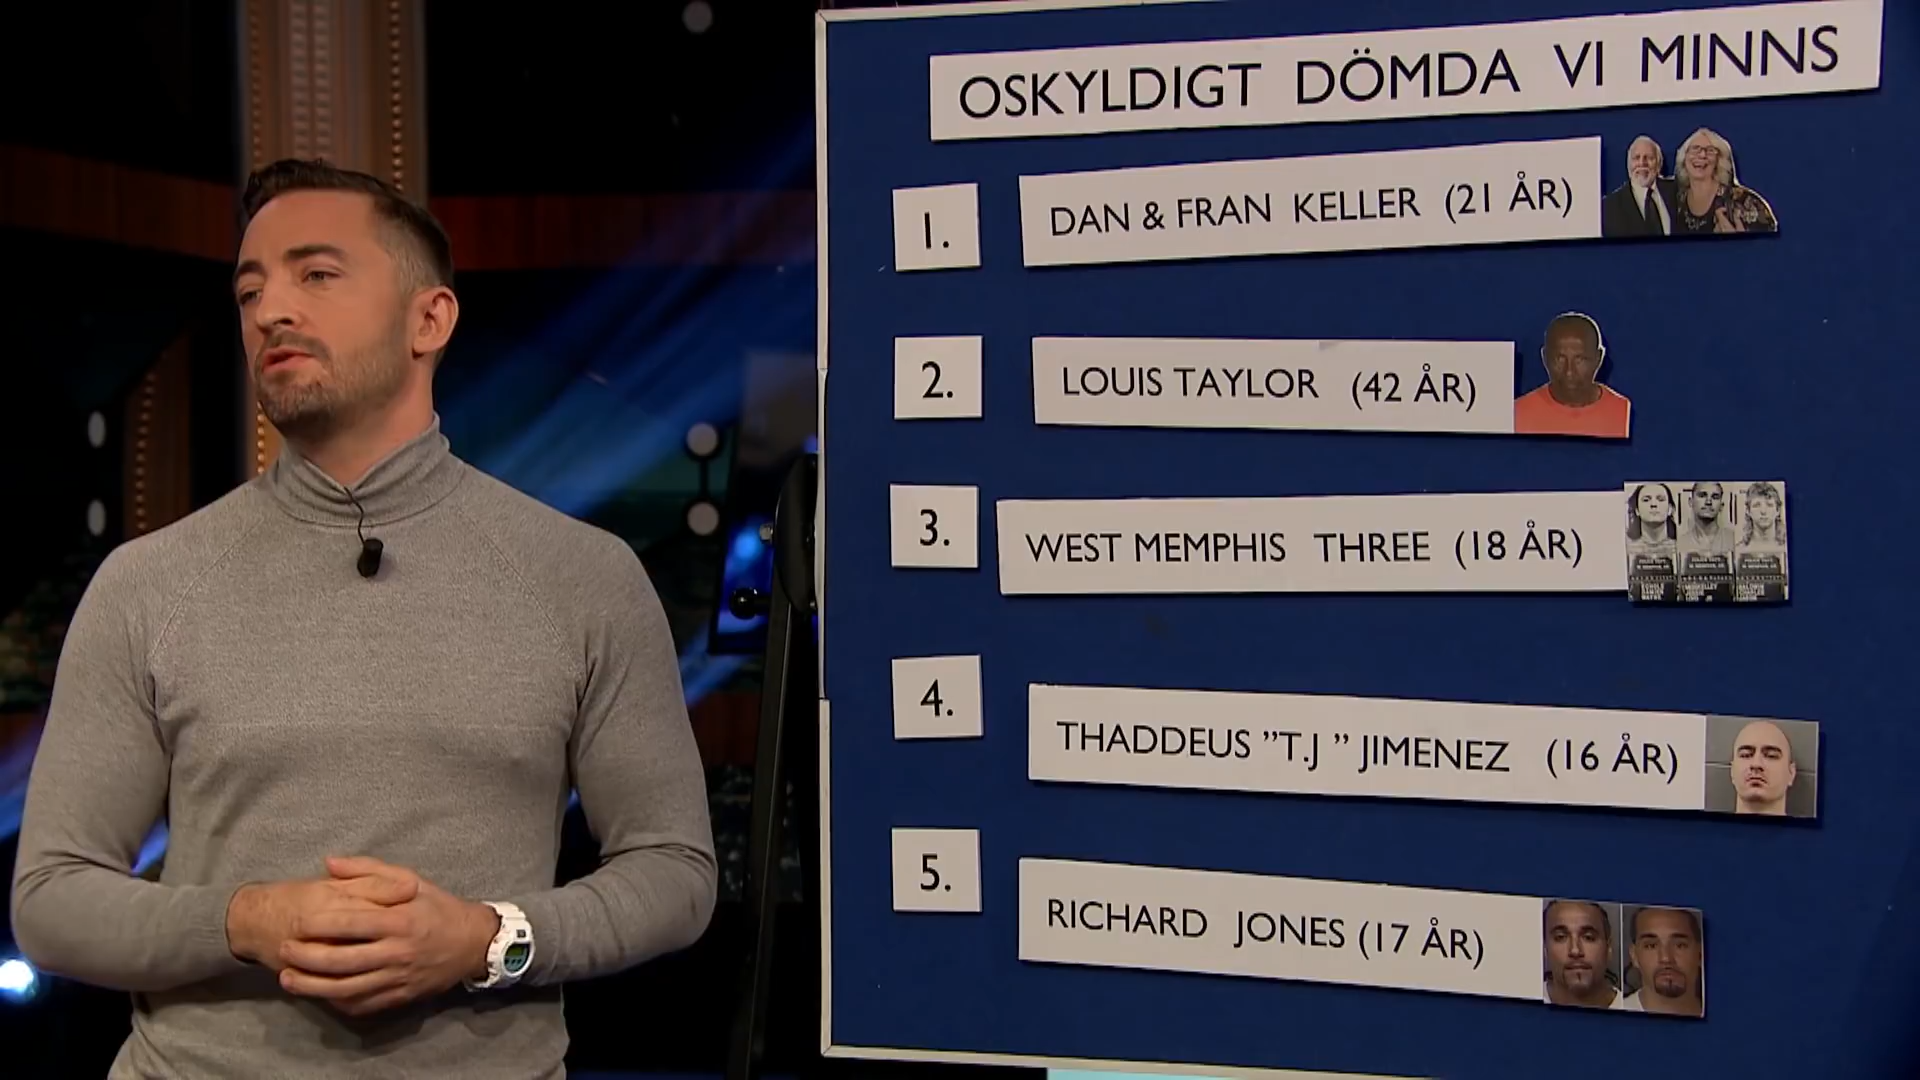 OSKYLDIGT DÖMDA VI MINNS
1. DAN & FRAN KELLER (21 ÅR)
2. LOUIS TAYLOR (42 ÅR)
3. WEST MEMPHIS THREE (18 ÅR)
4. THADDEUS ”T.J ” JIMENEZ (16 ÅR)
5. RICHARD JONES (17 ÅR)